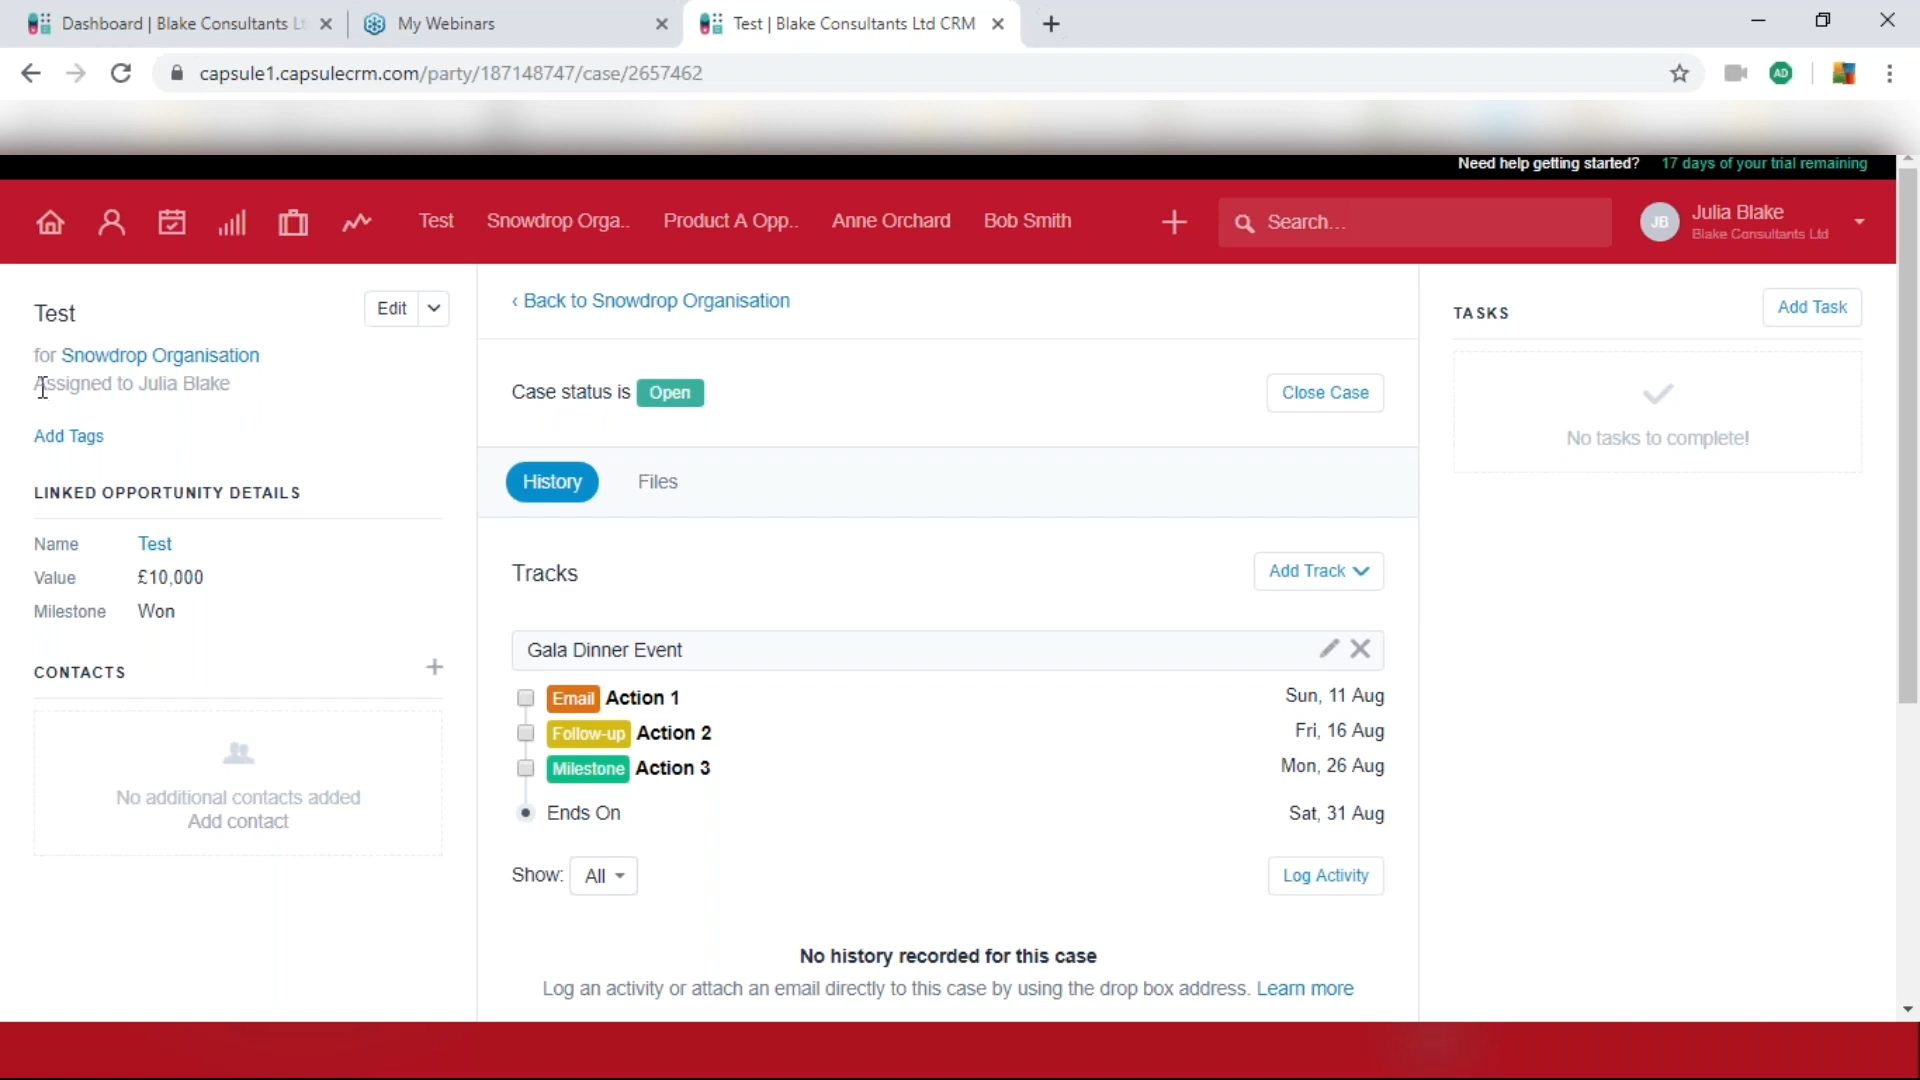 Dashboard | Blake Consultants Lt
My Webinars
Test | Blake Consultants Ltd CRM
capsule1.capsulecrm.com/party/187148747/case/2657462
AD
Need help getting started? 17 days of your trial remaining
Test
Snowdrop Orga..
Product A Opp..
Anne Orchard
Bob Smith
Search...
JB
Julia Blake
Blake Consultants Ltd
Test
Edit
for Snowdrop Organisation
Assigned to Julia Blake
Add Tags
LINKED OPPORTUNITY DETAILS
Name Test
Value £10,000
Milestone Won
CONTACTS
No additional contacts added
Add contact
‹ Back to Snowdrop Organisation
Case status is Open
Close Case
History
Files
Tracks
Add Track
Gala Dinner Event
Email Action 1 Sun, 11 Aug
Follow-up Action 2 Fri, 16 Aug
Milestone Action 3 Mon, 26 Aug
Ends On Sat, 31 Aug
Show: All
Log Activity
No history recorded for this case
Log an activity or attach an email directly to this case by using the drop box address. Learn more
TASKS
Add Task
No tasks to complete!